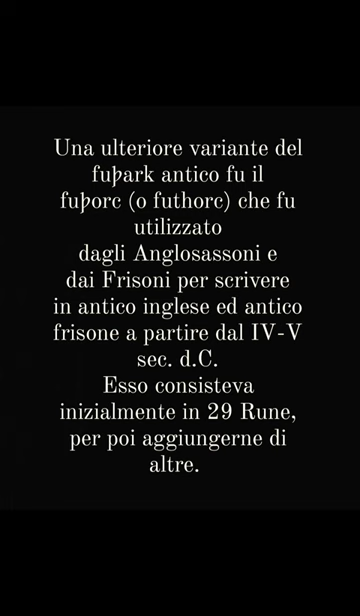 Una ulteriore variante del
fuþark antico fu il
fuþorc (o futhorc) che fu
utilizzato
dagli Anglosassoni e
dai Frisoni per scrivere
in antico inglese ed antico
frisone a partire dal IV-V
sec. d.C.
Esso consisteva
inizialmente in 29 Rune,
per poi aggiungerne di
altre.